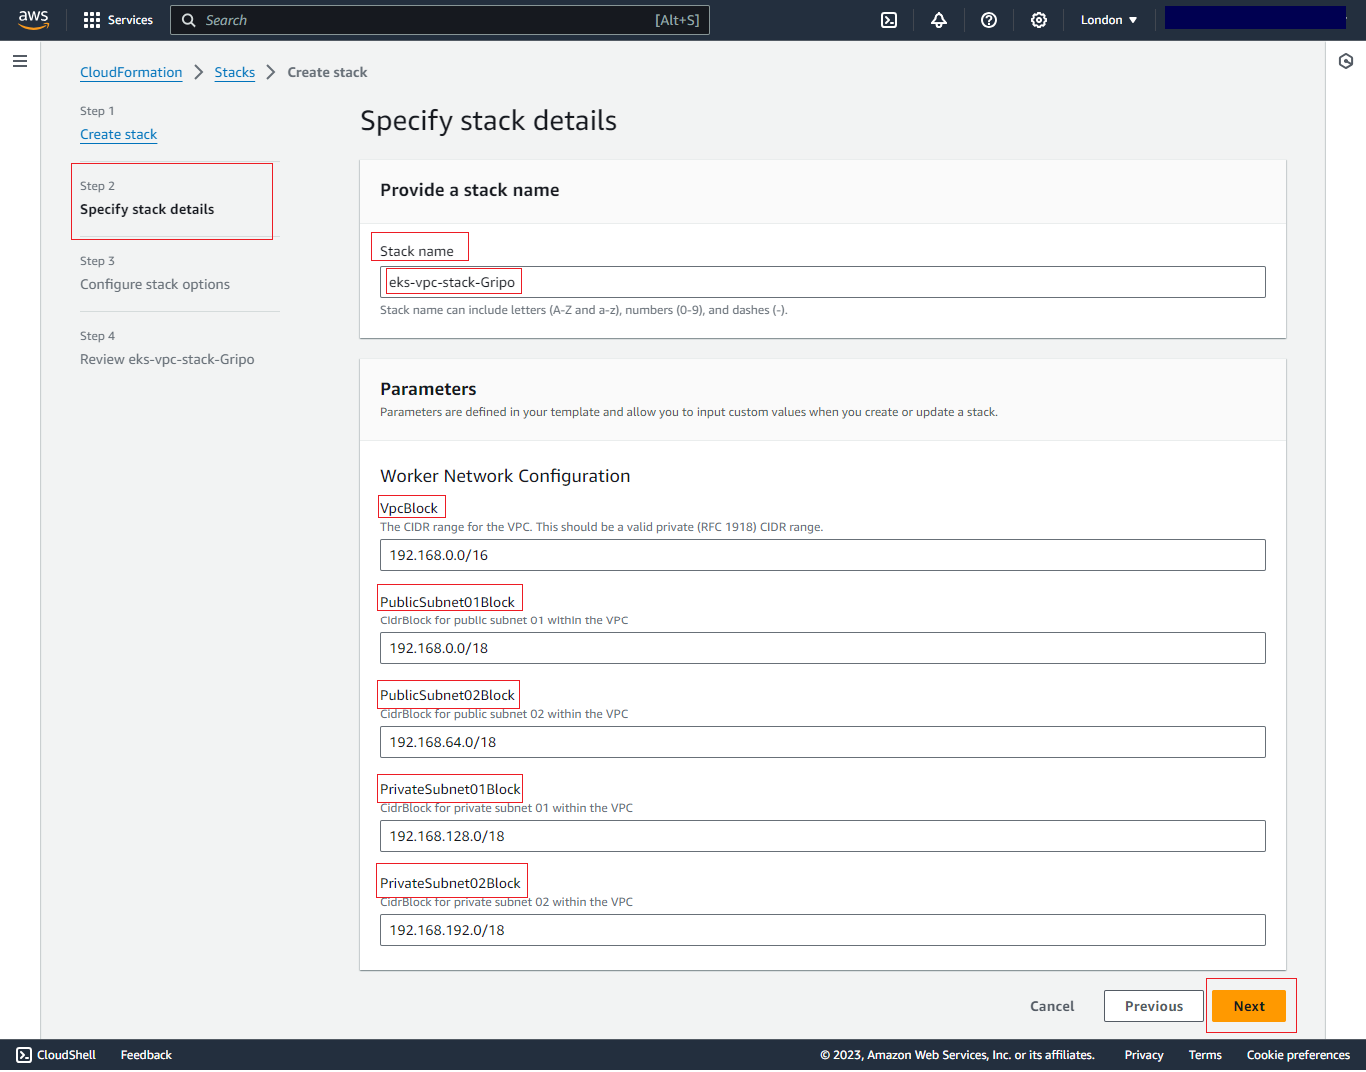 aws Services Search [Alt+S] London
CloudFormation Stacks Create stack
Step 1
Create stack
Step 2
Specify stack details
Step 3
Configure stack options
Step 4
Review eks-vpc-stack-Gripo
Specify stack details
Provide a stack name
Stack name
eks-vpc-stack-Gripo
Stack name can include letters (A-Z and a-z), numbers (0-9), and dashes (-).
Parameters
Parameters are defined in your template and allow you to input custom values when you create or update a stack.
Worker Network Configuration
VpcBlock
The CIDR range for the VPC. This should be a valid private (RFC 1918) CIDR range.
192.168.0.0/16
PublicSubnet01Block
CidrBlock for public subnet 01 within the VPC
192.168.0.0/18
PublicSubnet02Block
CidrBlock for public subnet 02 within the VPC
192.168.64.0/18
PrivateSubnet01Block
CidrBlock for private subnet 01 within the VPC
192.168.128.0/18
PrivateSubnet02Block
CidrBlock for private subnet 02 within the VPC
192.168.192.0/18
Cancel Previous Next
CloudShell Feedback © 2023, Amazon Web Services, Inc. or its affiliates. Privacy Terms Cookie preferences